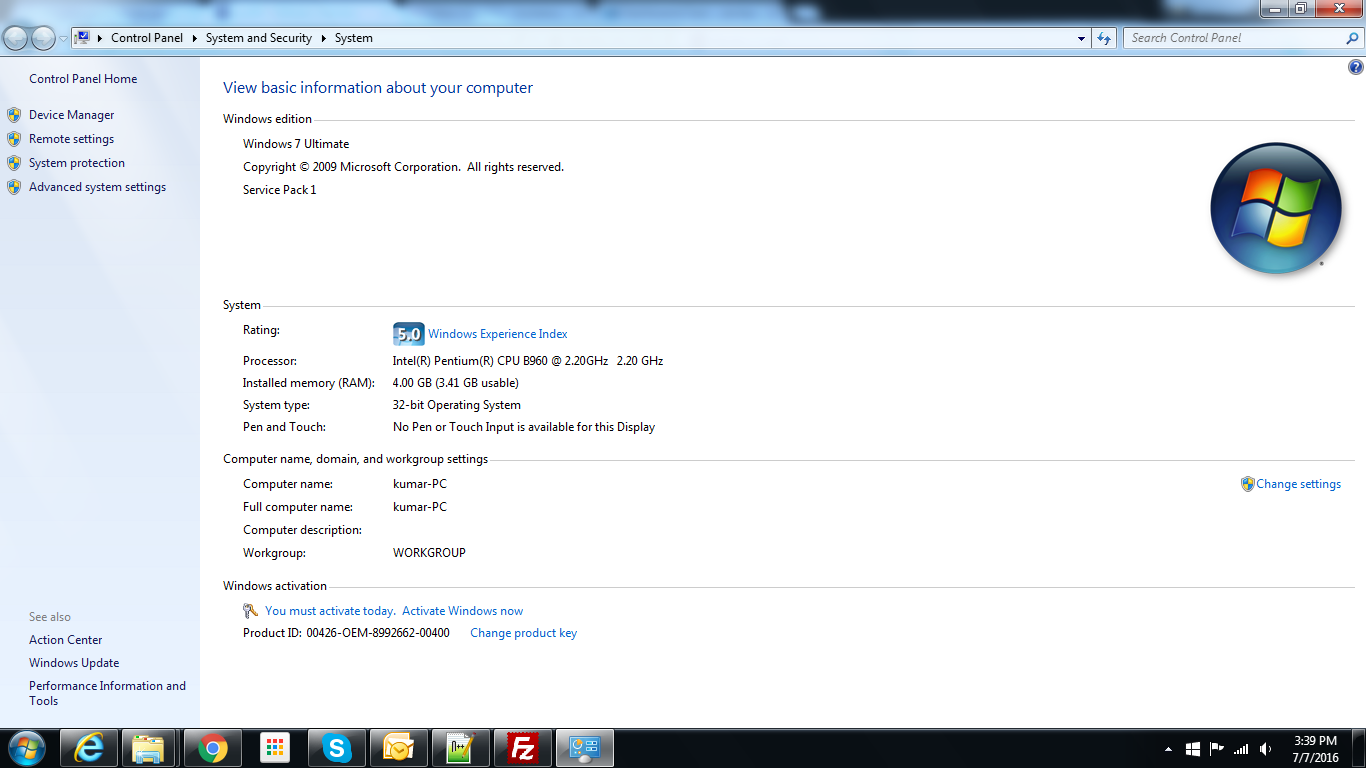 Control Panel ▸ System and Security ▸ System
Search Control Panel
Control Panel Home
Device Manager
Remote settings
System protection
Advanced system settings
See also
Action Center
Windows Update
Performance Information and
Tools
View basic information about your computer
Windows edition
Windows 7 Ultimate
Copyright © 2009 Microsoft Corporation.  All rights reserved.
Service Pack 1
System
Rating: 5.0 Windows Experience Index
Processor: Intel(R) Pentium(R) CPU B960 @ 2.20GHz   2.20 GHz
Installed memory (RAM): 4.00 GB (3.41 GB usable)
System type: 32-bit Operating System
Pen and Touch: No Pen or Touch Input is available for this Display
Computer name, domain, and workgroup settings
Computer name: kumar-PC
Change settings
Full computer name: kumar-PC
Computer description:
Workgroup: WORKGROUP
Windows activation
You must activate today.  Activate Windows now
Product ID: 00426-OEM-8992662-00400 Change product key
3:39 PM
7/7/2016